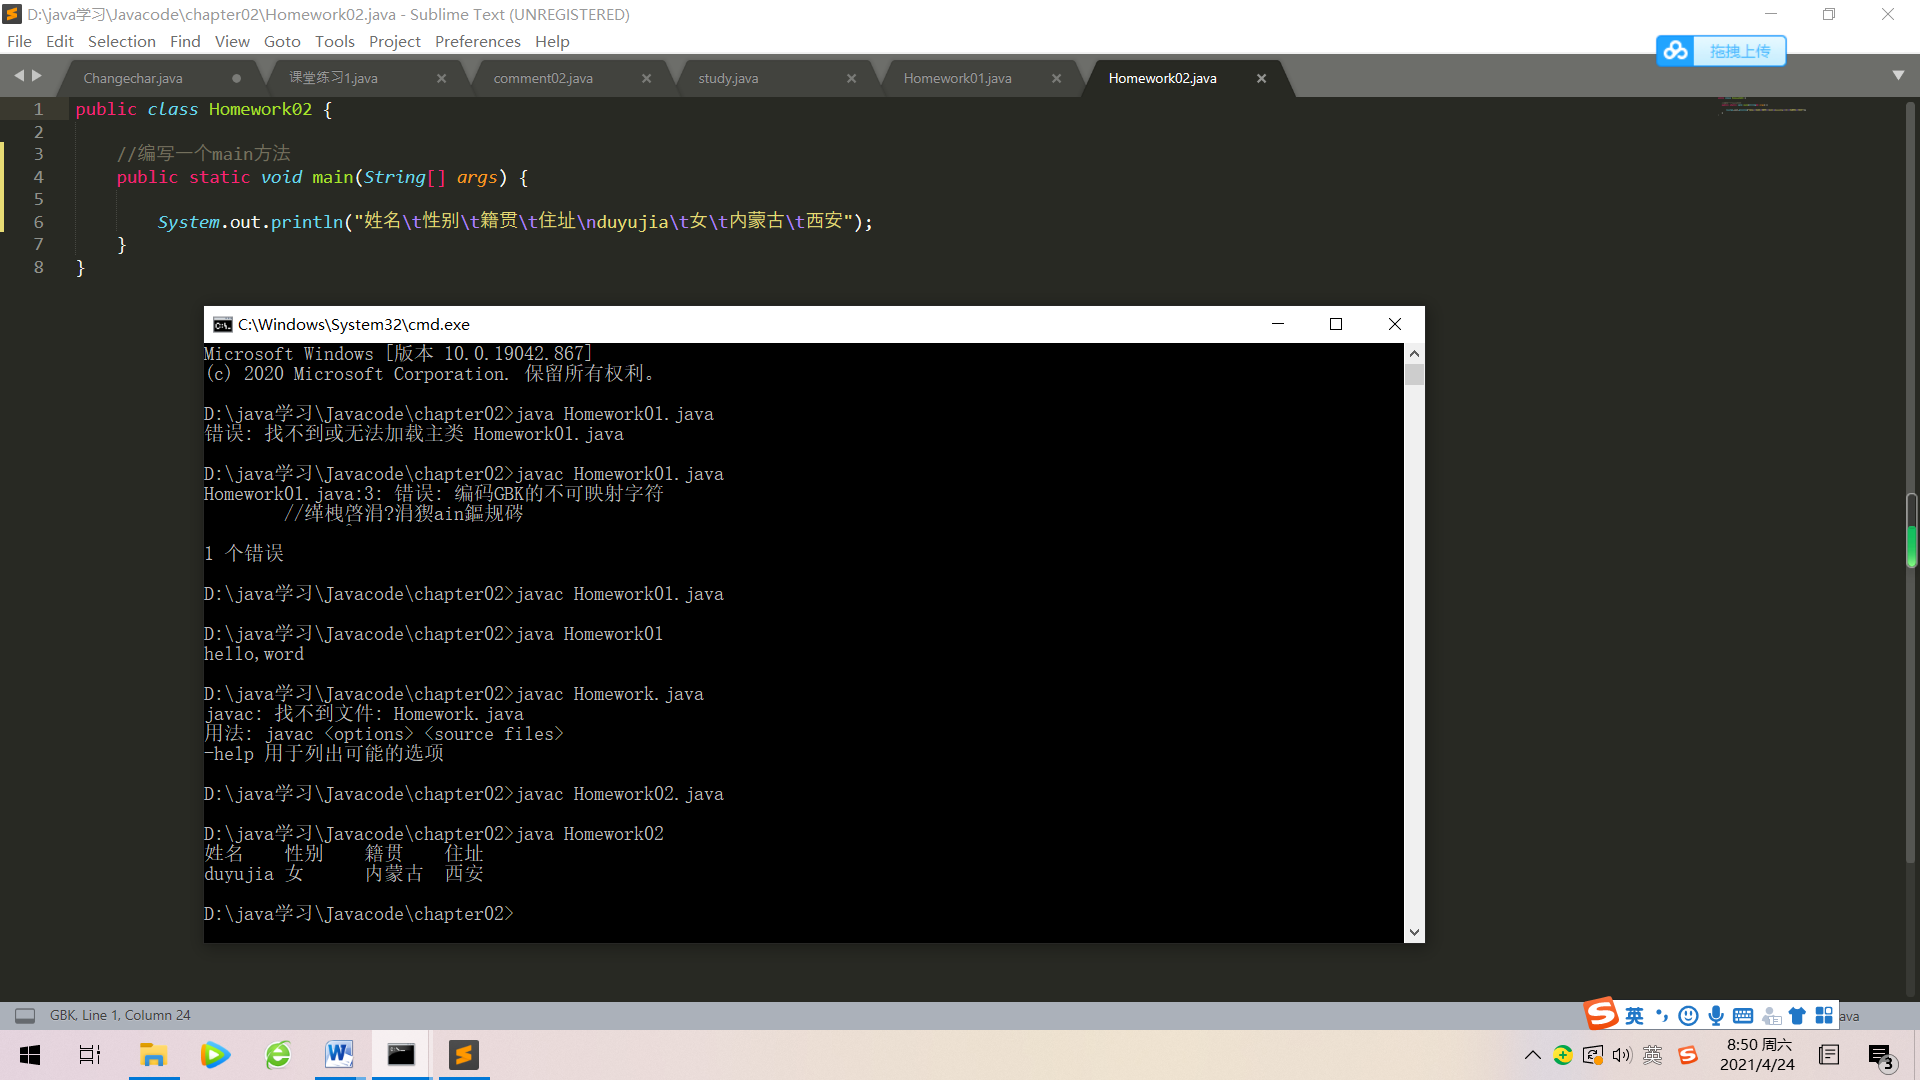 D:\java学习\Javacode\chapter02\Homework02.java - Sublime Text (UNREGISTERED)
File Edit Selection Find View Goto Tools Project Preferences Help
拖拽上传
Changechar.java 课堂练习1.java comment02.java study.java Homework01.java Homework02.java
1 public class Homework02 {
2
3 //编写一个main方法
4 public static void main(String[] args) {
5
6 System.out.println("姓名\t性别\t籍贯\t住址\nduyujia\t女\t内蒙古\t西安");
7 }
8 }
C:\Windows\System32\cmd.exe
Microsoft Windows [版本 10.0.19042.867]
(c) 2020 Microsoft Corporation. 保留所有权利。
D:\java学习\Javacode\chapter02>java Homework01.java
错误: 找不到或无法加载主类 Homework01.java
D:\java学习\Javacode\chapter02>javac Homework01.java
Homework01.java:3: 错误: 编码GBK的不可映射字符
//缂栧啓涓?涓猰ain鏂规硶
^
1 个错误
D:\java学习\Javacode\chapter02>javac Homework01.java
D:\java学习\Javacode\chapter02>java Homework01
hello,word
D:\java学习\Javacode\chapter02>javac Homework.java
javac: 找不到文件: Homework.java
用法: javac <options> <source files>
-help 用于列出可能的选项
D:\java学习\Javacode\chapter02>javac Homework02.java
D:\java学习\Javacode\chapter02>java Homework02
姓名 性别 籍贯 住址
duyujia 女 内蒙古 西安
D:\java学习\Javacode\chapter02>
GBK, Line 1, Column 24
英
ava
英
8:50 周六
2021/4/24
3